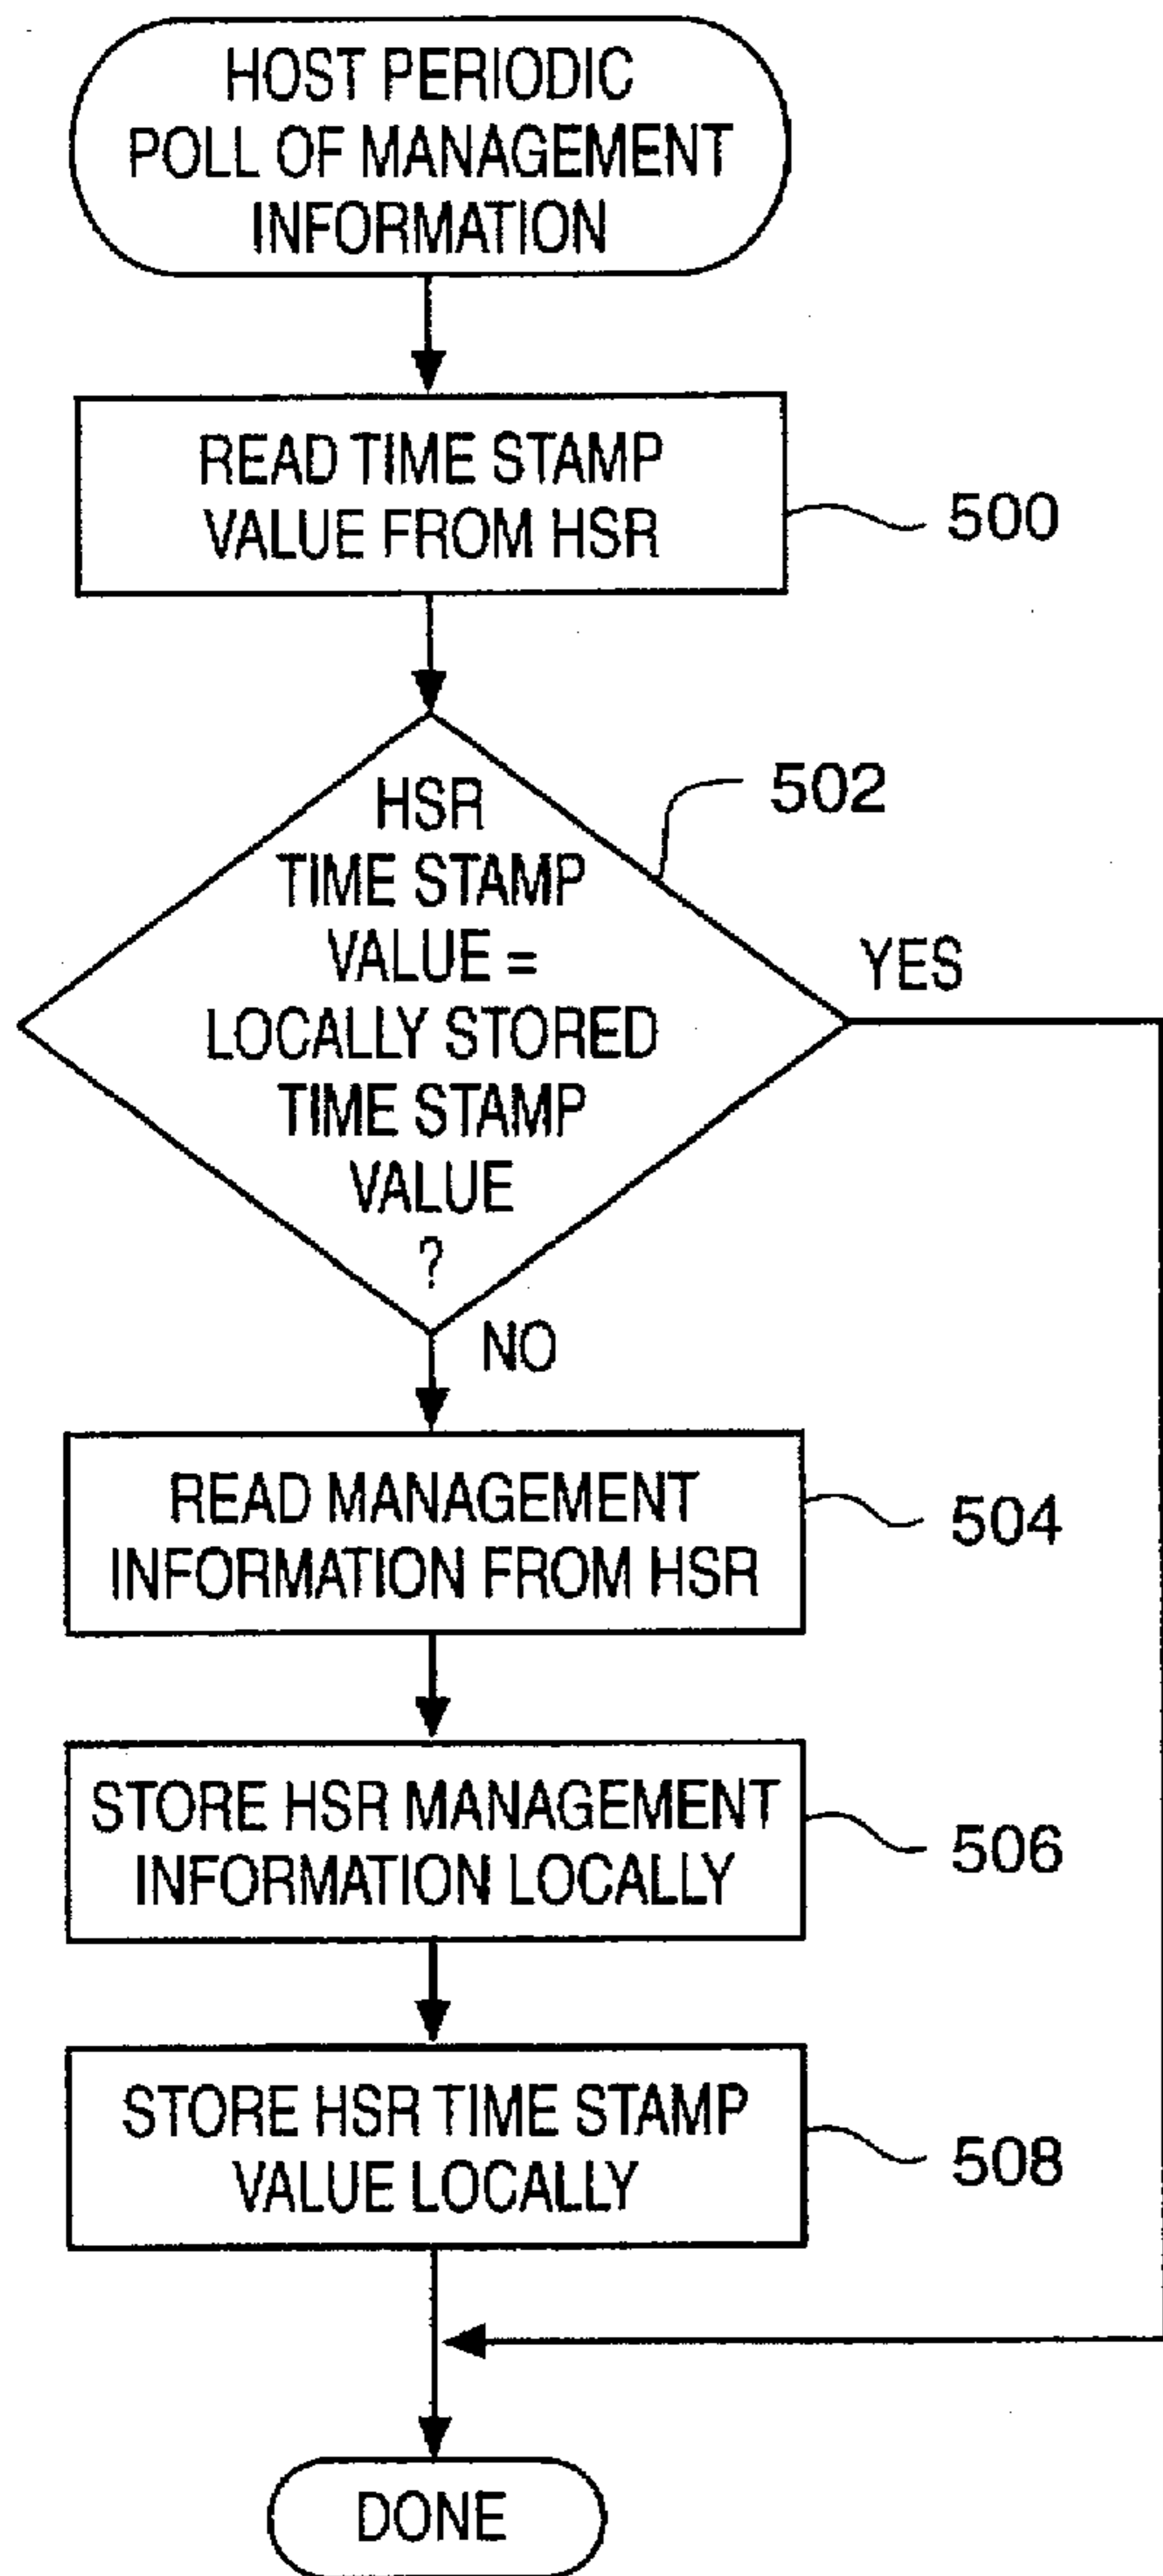 HOST PERIODIC
POLL OF MANAGEMENT
INFORMATION
READ TIME STAMP
VALUE FROM HSR
500
HSR
TIME STAMP
VALUE =
LOCALLY STORED
TIME STAMP
VALUE
?
502
YES
NO
READ MANAGEMENT
INFORMATION FROM HSR
504
STORE HSR MANAGEMENT
INFORMATION LOCALLY
506
STORE HSR TIME STAMP
VALUE LOCALLY
508
DONE